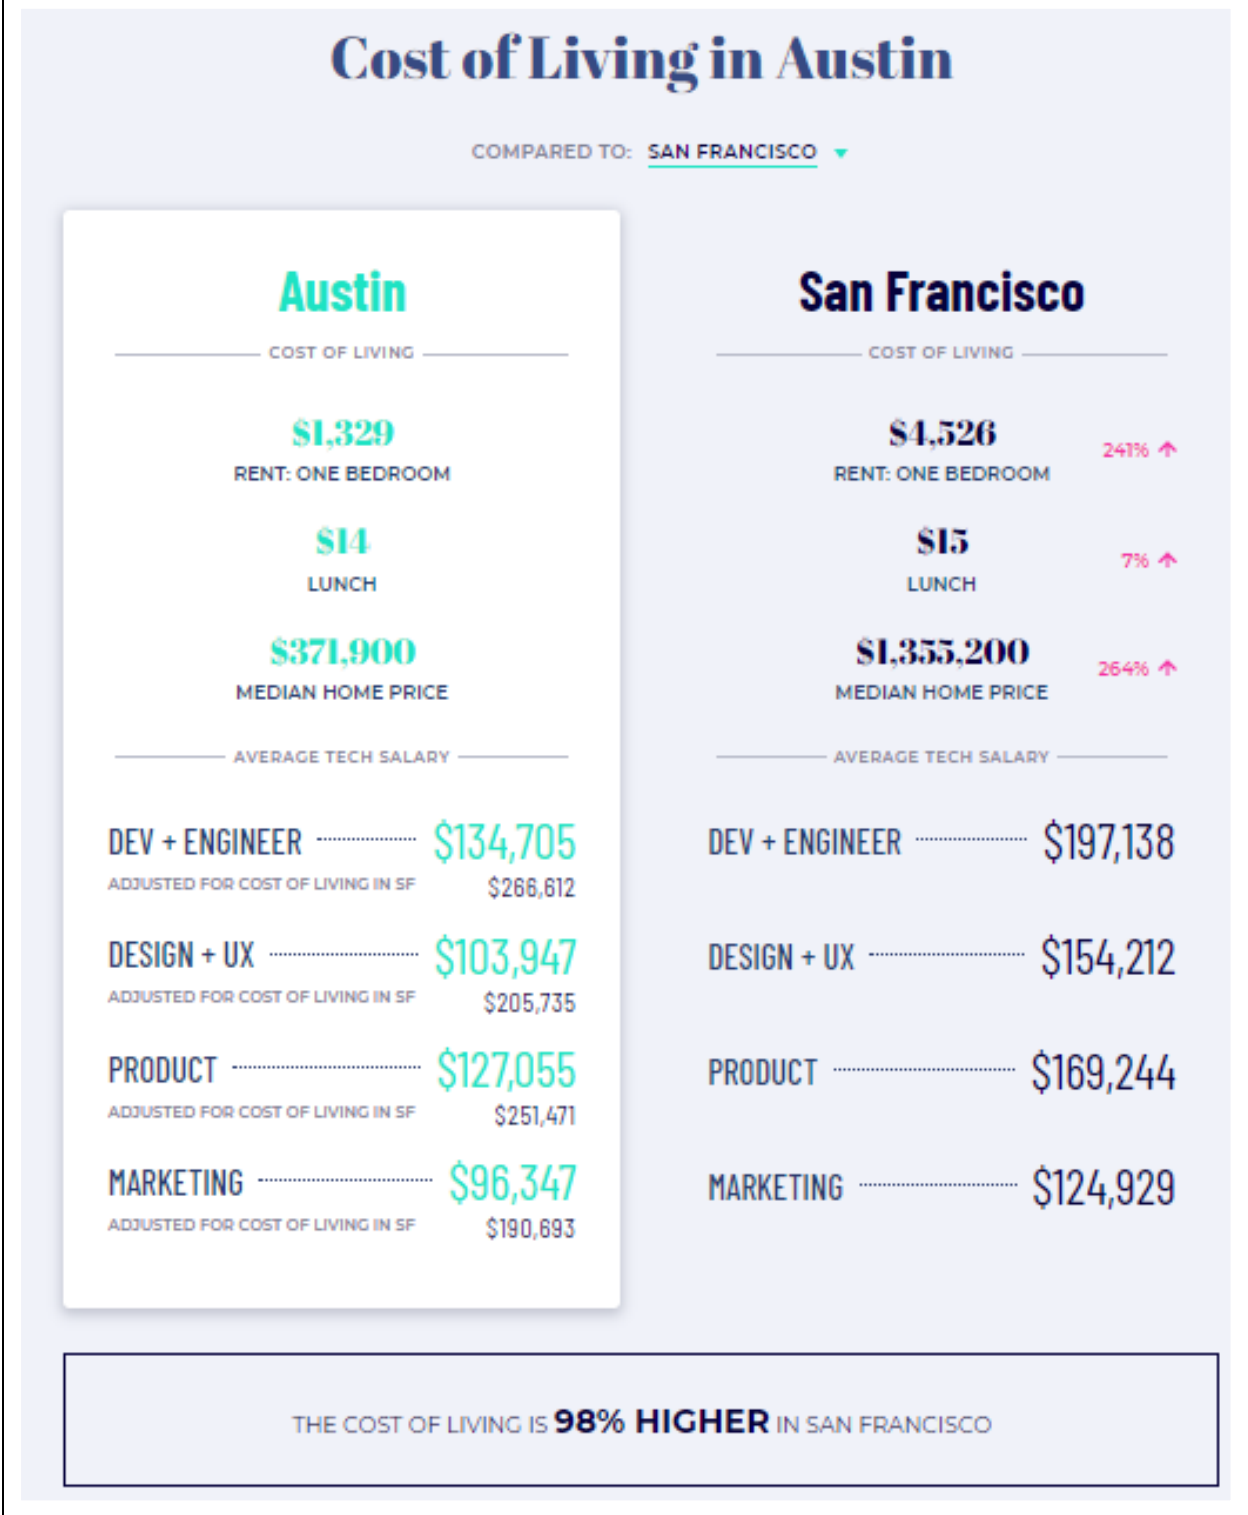 Cost of Living in Austin
COMPARED TO: SAN FRANCISCO
Austin
COST OF LIVING
$1,329
RENT: ONE BEDROOM
$14
LUNCH
$371,900
MEDIAN HOME PRICE
AVERAGE TECH SALARY
DEV + ENGINEER $134,705
ADJUSTED FOR COST OF LIVING IN SF $266,612
DESIGN + UX $103,947
ADJUSTED FOR COST OF LIVING IN SF $205,735
PRODUCT $127,055
ADJUSTED FOR COST OF LIVING IN SF $251,471
MARKETING $96,347
ADJUSTED FOR COST OF LIVING IN SF $190,693
San Francisco
COST OF LIVING
$4,526
RENT: ONE BEDROOM
241%
$15
LUNCH
7%
$1,355,200
MEDIAN HOME PRICE
264%
AVERAGE TECH SALARY
DEV + ENGINEER $197,138
DESIGN + UX $154,212
PRODUCT $169,244
MARKETING $124,929
THE COST OF LIVING IS 98% HIGHER IN SAN FRANCISCO